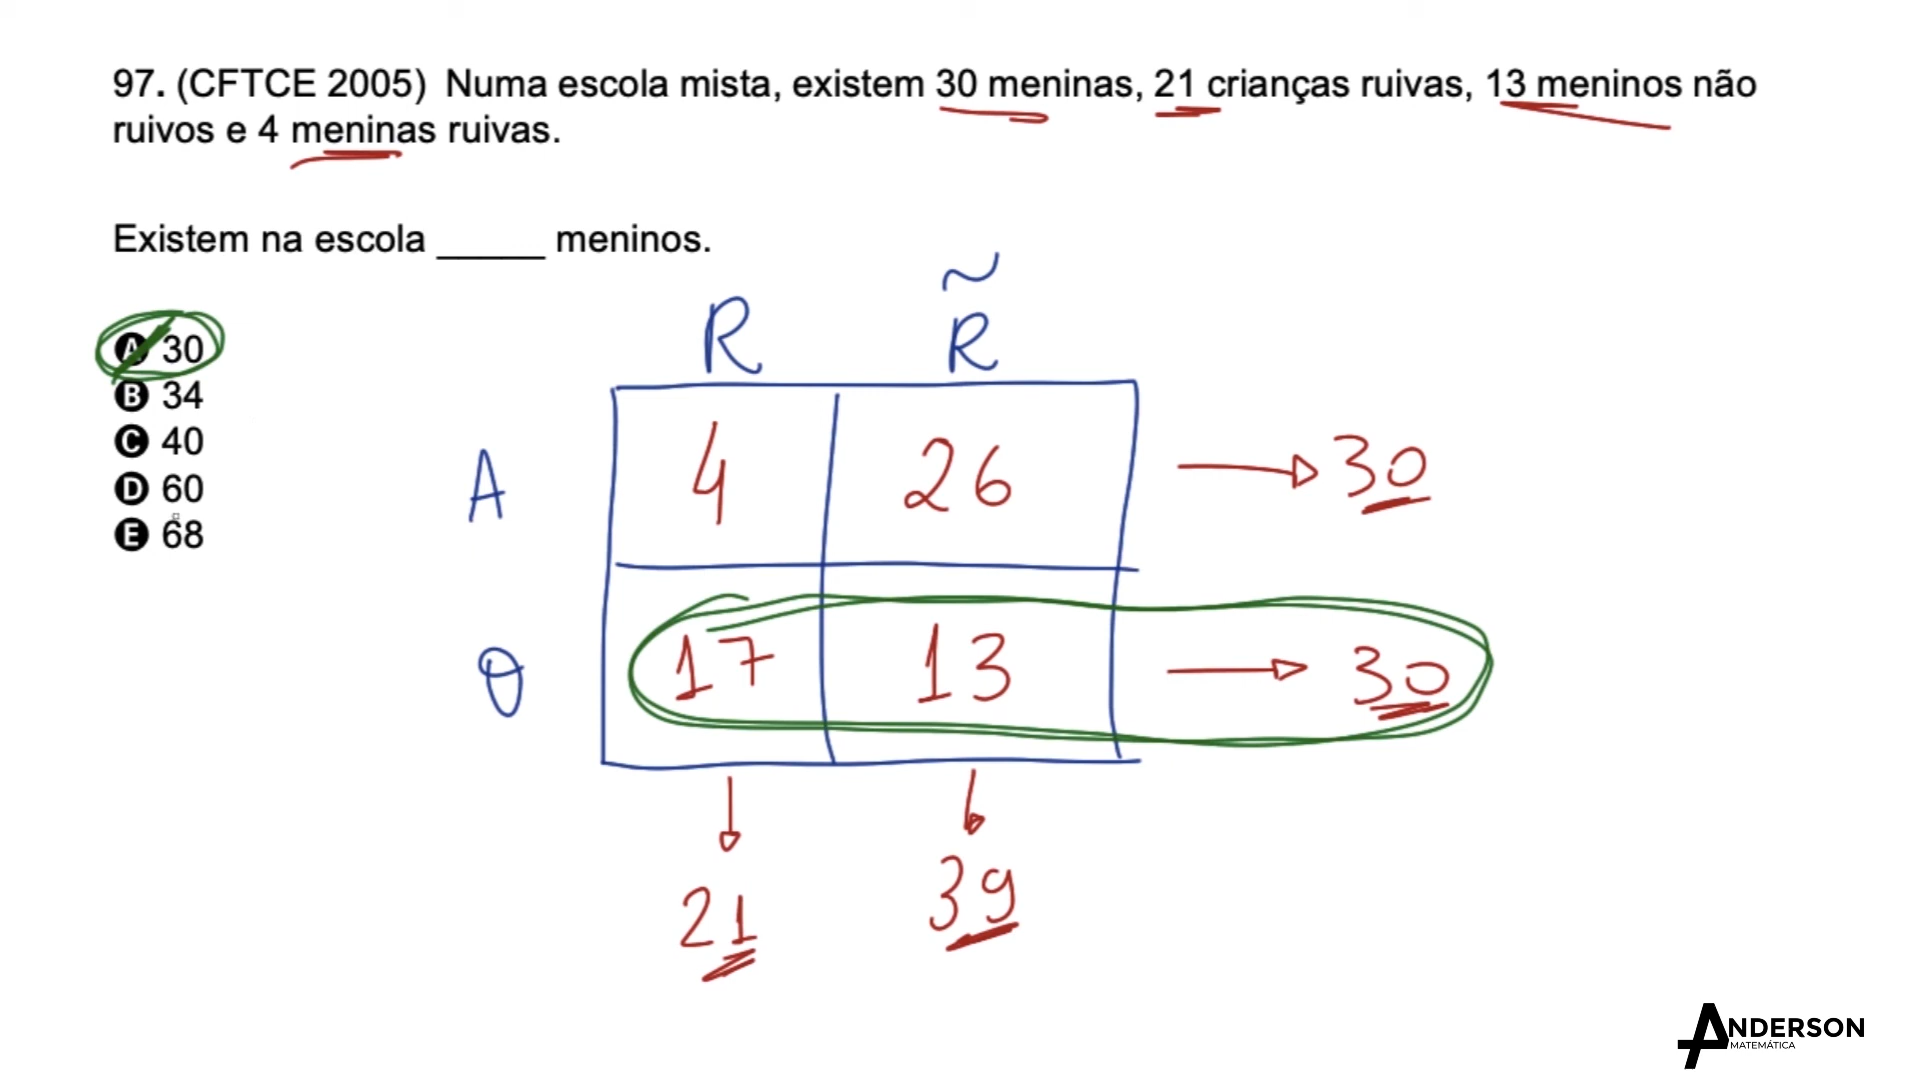 97. (CFTCE 2005) Numa escola mista, existem 30 meninas, 21 crianças ruivas, 13 meninos não
ruivos e 4 meninas ruivas.
Existem na escola _____ meninos.
A 30
B 34
C 40
D 60
E 68
R ~R
A 4 26 → 30
O 17 13 → 30
21 39
ANDERSON
MATEMÁTICA